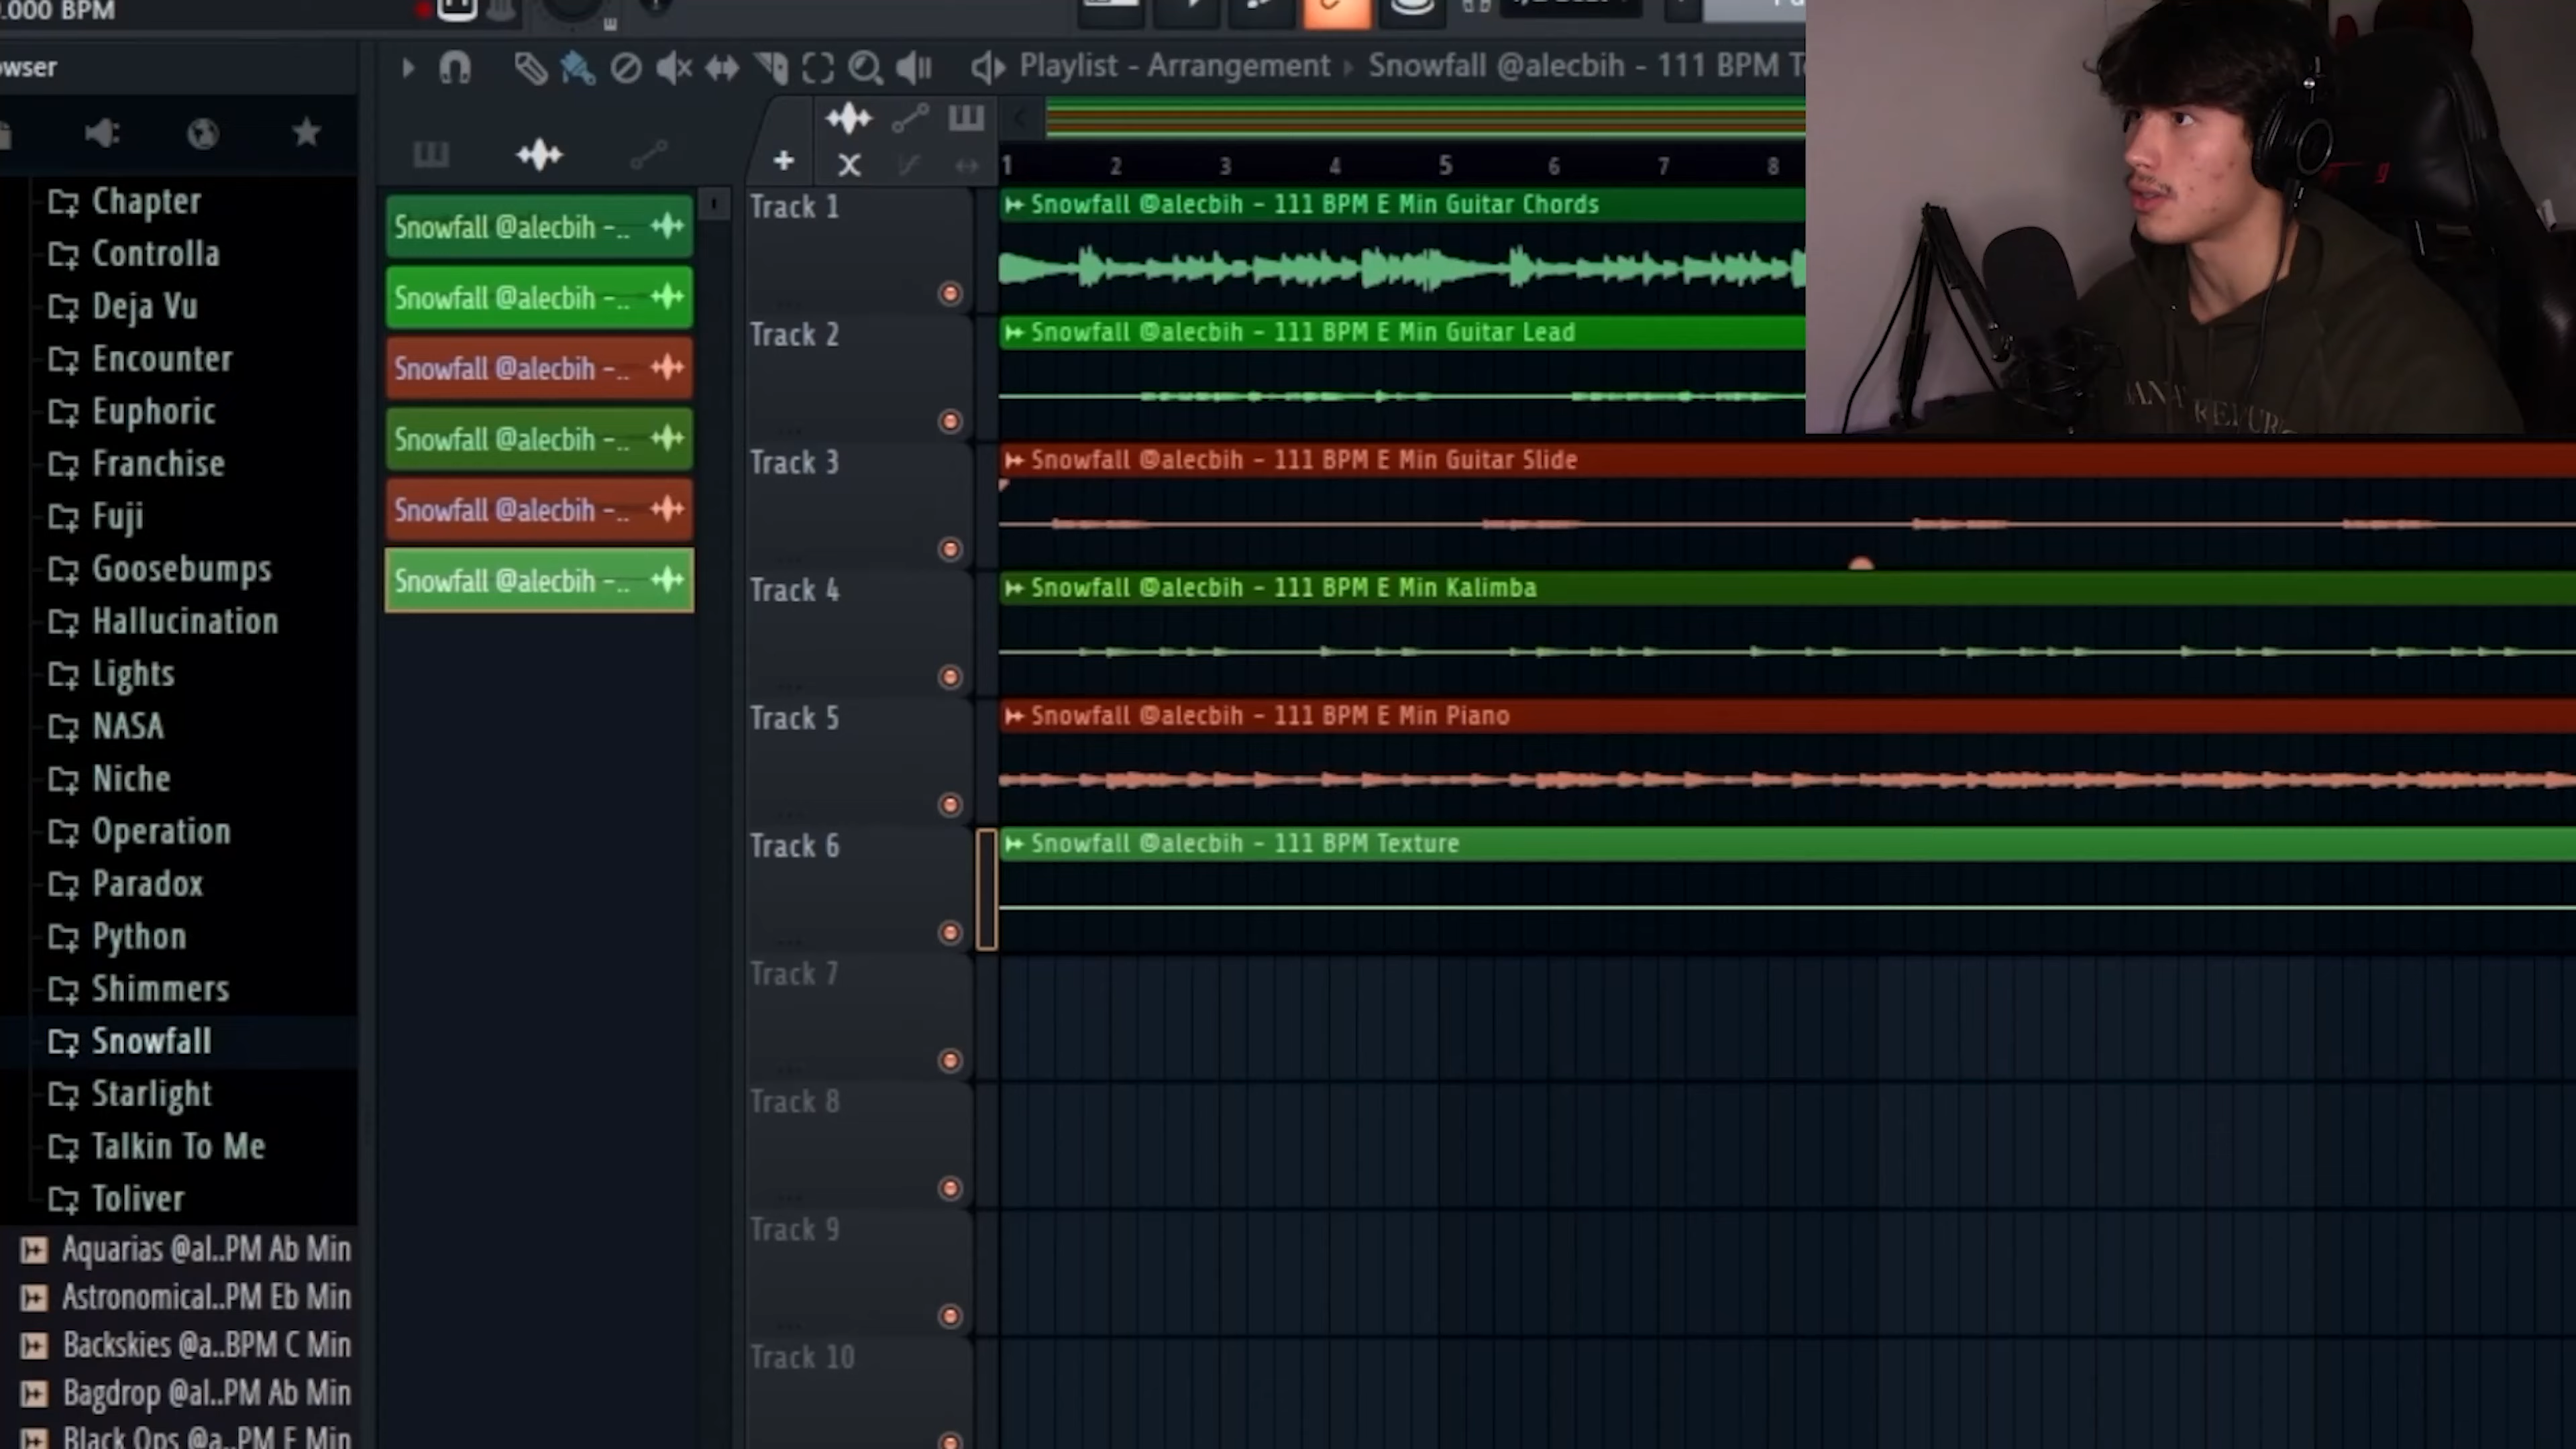 .000 BPM
owser
Playlist - Arrangement ▸ Snowfall @alecbih - 111 BPM
1 2 3 4 5 6 7 8
Chapter
Controlla
Deja Vu
Encounter
Euphoric
Franchise
Fuji
Goosebumps
Hallucination
Lights
NASA
Niche
Operation
Paradox
Python
Shimmers
Snowfall
Starlight
Talkin To Me
Toliver
Aquarias @al..PM Ab Min
Astronomical..PM Eb Min
Backskies @a..BPM C Min
Bagdrop @al..PM Ab Min
Black Ops @a..PM E Min
Snowfall @alecbih -..
Snowfall @alecbih -..
Snowfall @alecbih -..
Snowfall @alecbih -..
Snowfall @alecbih -..
Snowfall @alecbih -..
Track 1
Snowfall @alecbih - 111 BPM E Min Guitar Chords
Track 2
Snowfall @alecbih - 111 BPM E Min Guitar Lead
Track 3
Snowfall @alecbih - 111 BPM E Min Guitar Slide
Track 4
Snowfall @alecbih - 111 BPM E Min Kalimba
Track 5
Snowfall @alecbih - 111 BPM E Min Piano
Track 6
Snowfall @alecbih - 111 BPM Texture
Track 7
Track 8
Track 9
Track 10